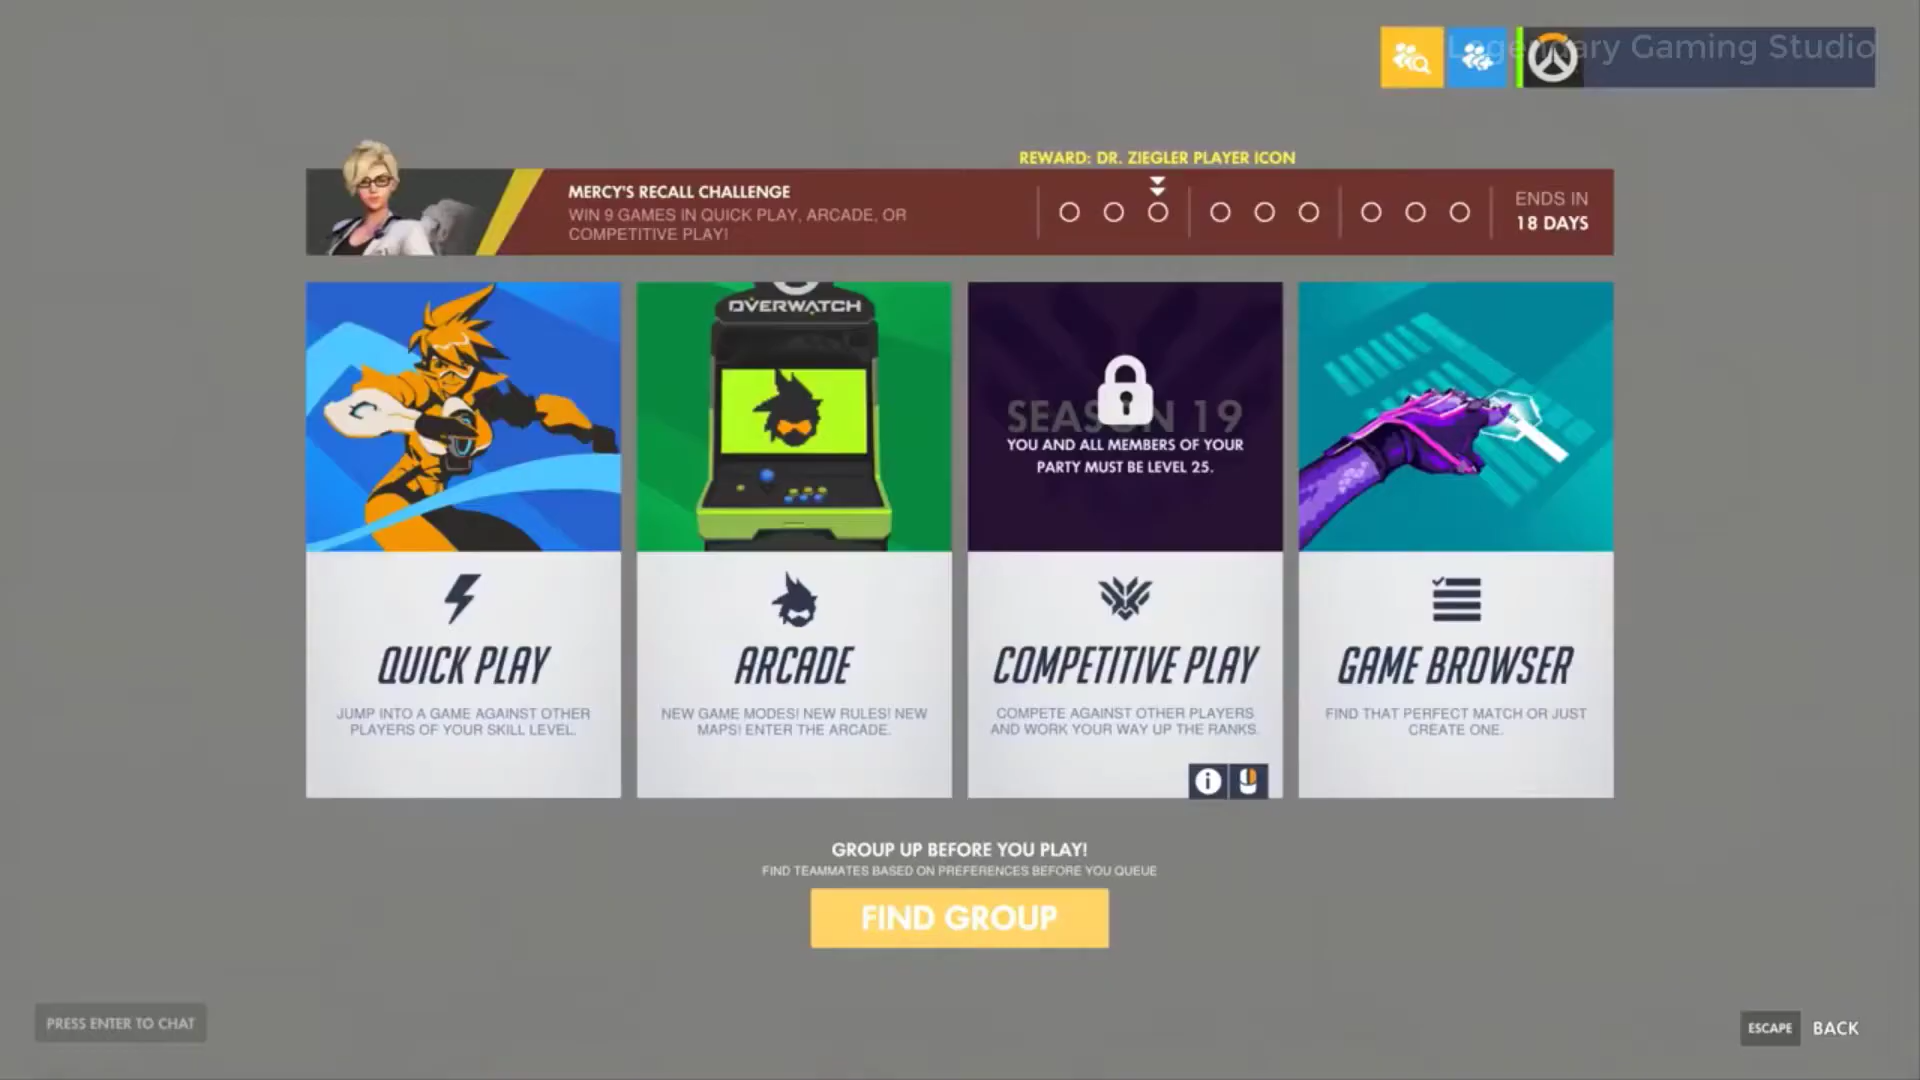 Legendary Gaming Studio
REWARD: DR. ZIEGLER PLAYER ICON
MERCY'S RECALL CHALLENGE
WIN 9 GAMES IN QUICK PLAY, ARCADE, OR
COMPETITIVE PLAY!
ENDS IN
18 DAYS
OVERWATCH
SEASON 19
YOU AND ALL MEMBERS OF YOUR
PARTY MUST BE LEVEL 25.
QUICK PLAY
JUMP INTO A GAME AGAINST OTHER
PLAYERS OF YOUR SKILL LEVEL.
ARCADE
NEW GAME MODES! NEW RULES! NEW
MAPS! ENTER THE ARCADE.
COMPETITIVE PLAY
COMPETE AGAINST OTHER PLAYERS
AND WORK YOUR WAY UP THE RANKS.
GAME BROWSER
FIND THAT PERFECT MATCH OR JUST
CREATE ONE.
GROUP UP BEFORE YOU PLAY!
FIND TEAMMATES BASED ON PREFERENCES BEFORE YOU QUEUE
FIND GROUP
PRESS ENTER TO CHAT
ESCAPE BACK